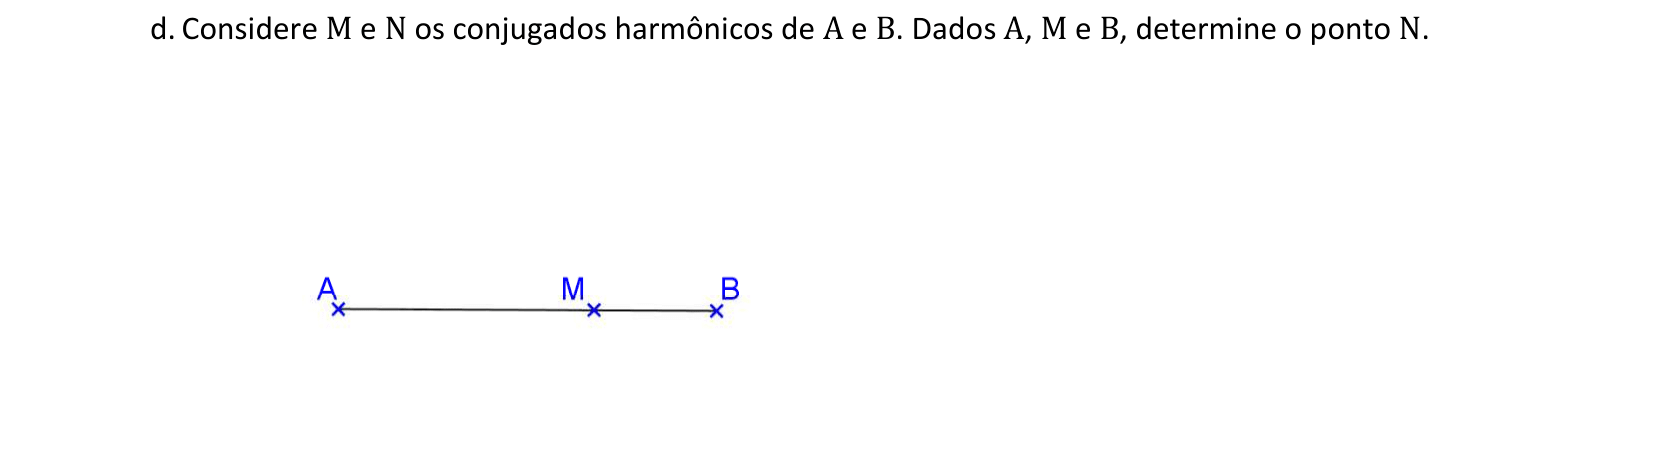 d. Considere M e N os conjugados harmônicos de A e B. Dados A, M e B, determine o ponto N.
A M B